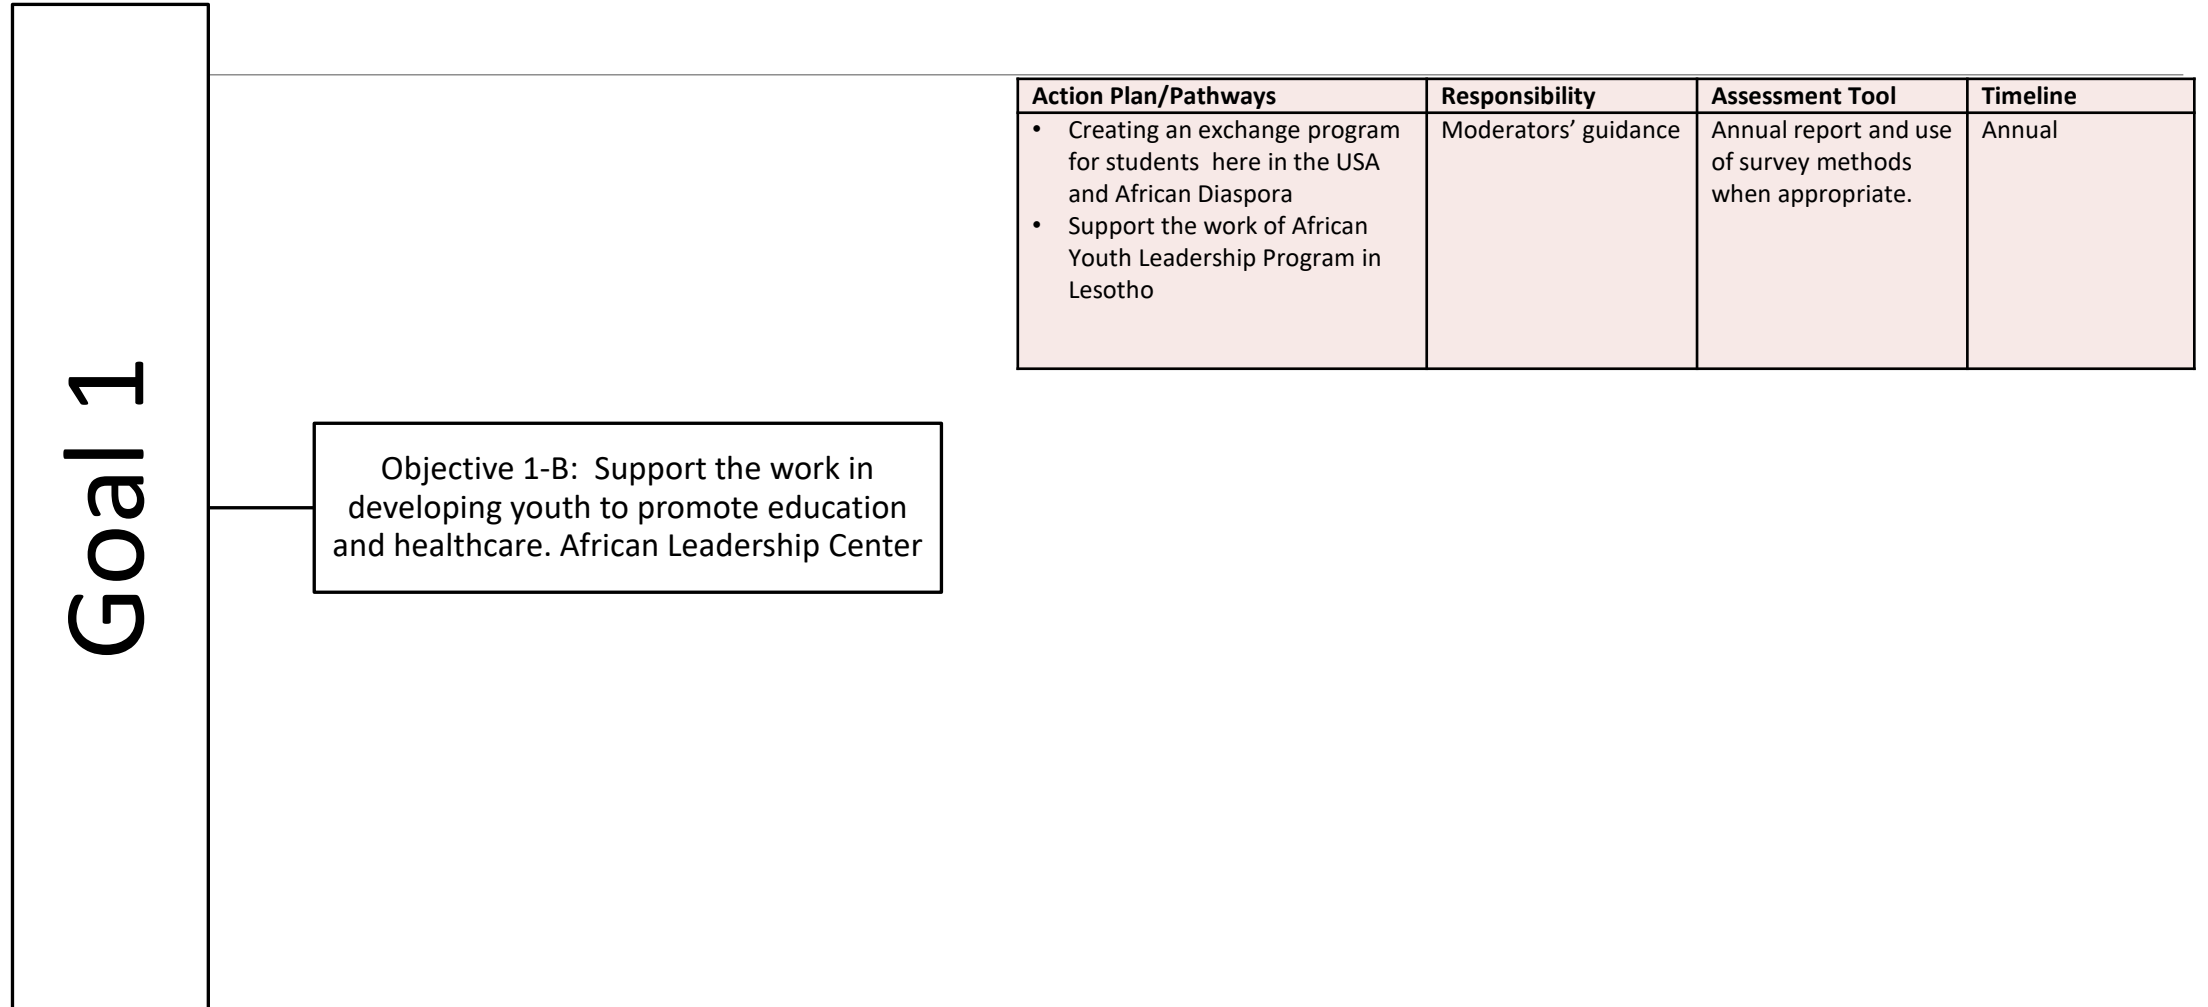 Goal 1
Objective 1-B:  Support the work in
developing youth to promote education
and healthcare. African Leadership Center
Action Plan/Pathways Responsibility Assessment Tool Timeline
• Creating an exchange program
for students  here in the USA
and African Diaspora
• Support the work of African
Youth Leadership Program in
Lesotho
Moderators’ guidance
Annual report and use
of survey methods
when appropriate.
Annual